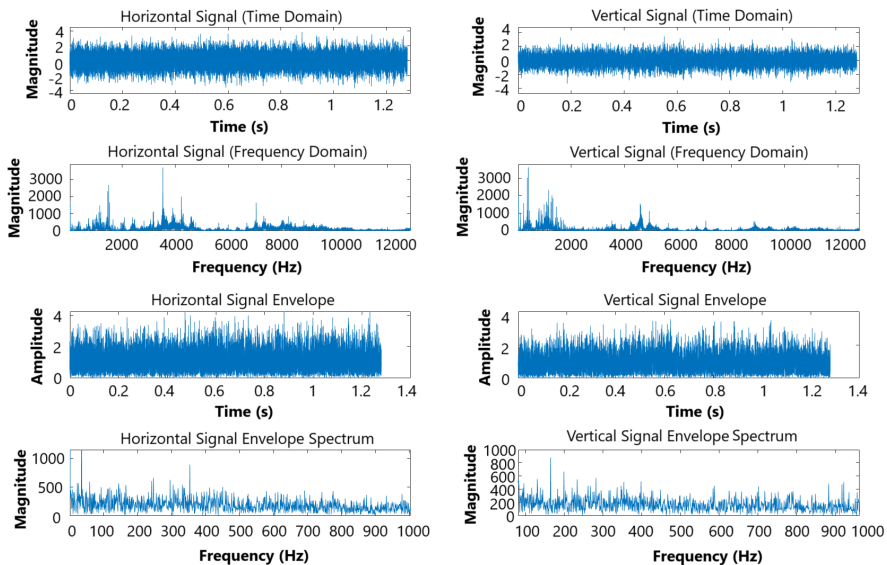 Horizontal Signal (Time Domain)
Magnitude
4
2
0
-2
-4
0 0.2 0.4 0.6 0.8 1 1.2
Time (s)
Vertical Signal (Time Domain)
Magnitude
4
2
0
-2
-4
0 0.2 0.4 0.6 0.8 1 1.2
Time (s)
Horizontal Signal (Frequency Domain)
Magnitude
3000
2000
1000
0
2000 4000 6000 8000 10000 12000
Frequency (Hz)
Vertical Signal (Frequency Domain)
Magnitude
3000
2000
1000
0
2000 4000 6000 8000 10000 12000
Frequency (Hz)
Horizontal Signal Envelope
Amplitude
4
2
0
0 0.2 0.4 0.6 0.8 1 1.2 1.4
Time (s)
Vertical Signal Envelope
Amplitude
4
2
0
0 0.2 0.4 0.6 0.8 1 1.2 1.4
Time (s)
Horizontal Signal Envelope Spectrum
Magnitude
1000
500
0
0 100 200 300 400 500 600 700 800 900 1000
Frequency (Hz)
Vertical Signal Envelope Spectrum
Magnitude
1000
800
600
400
200
0
100 200 300 400 500 600 700 800 900 1000
Frequency (Hz)